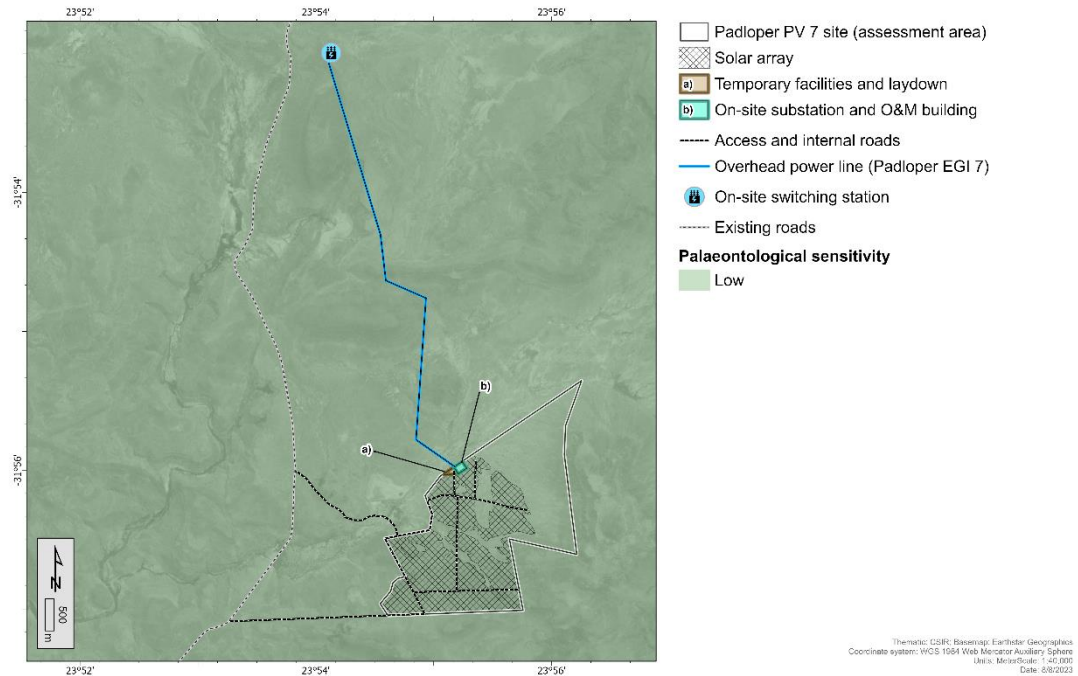 23°52'
23°54'
23°56'
-31°54'
-31°56'
a)
b)
N
500
m
23°52'
23°54'
23°56'
Padloper PV 7 site (assessment area)
Solar array
a) Temporary facilities and laydown
b) On-site substation and O&M building
Access and internal roads
Overhead power line (Padloper EGI 7)
On-site switching station
Existing roads
Palaeontological sensitivity
Low
Thematic: CSIR; Basemap: Earthstar Geographics
Coordinate system: WGS 1984 Web Mercator Auxiliary Sphere
Units: MeterScale: 1:40,000
Date: 8/8/2023